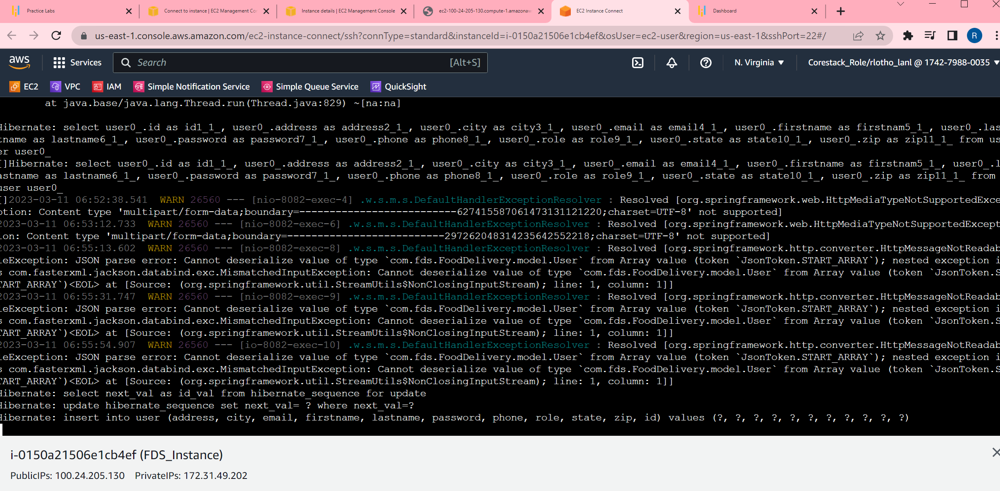 Practice Labs
Connect to instance | EC2 Management Cor
Instance details | EC2 Management Console
ec2-100-24-205-130.compute-1.amazonaw
EC2 Instance Connect
Dashboard
us-east-1.console.aws.amazon.com/ec2-instance-connect/ssh?connType=standard&instanceId=i-0150a21506e1cb4ef&osUser=ec2-user&region=us-east-1&sshPort=22#/
R
aws
Services
Search
[Alt+S]
N. Virginia
Corestack_Role/rlotho_lanl @ 1742-7988-0035
EC2
VPC
IAM
Simple Notification Service
Simple Queue Service
QuickSight
at java.base/java.lang.Thread.run(Thread.java:829) ~[na:na]
Hibernate: select user0_.id as id1_1_, user0_.address as address2_1_, user0_.city as city3_1_, user0_.email as email4_1_, user0_.firstname as firstnam5_1_, user0_.las
tname as lastname6_1_, user0_.password as password7_1_, user0_.phone as phone8_1_, user0_.role as role9_1_, user0_.state as state10_1_, user0_.zip as zip11_1_ from us
er user0_
[]Hibernate: select user0_.id as id1_1_, user0_.address as address2_1_, user0_.city as city3_1_, user0_.email as email4_1_, user0_.firstname as firstnam5_1_, user0_.l
astname as lastname6_1_, user0_.password as password7_1_, user0_.phone as phone8_1_, user0_.role as role9_1_, user0_.state as state10_1_, user0_.zip as zip11_1_ from
user user0_
[]2023-03-11 06:52:38.541  WARN 26560 --- [nio-8082-exec-4] .w.s.m.s.DefaultHandlerExceptionResolver : Resolved [org.springframework.web.HttpMediaTypeNotSupportedExce
ption: Content type 'multipart/form-data;boundary=--------------------------627415587061473131121220;charset=UTF-8' not supported]
2023-03-11 06:53:12.733  WARN 26560 --- [nio-8082-exec-6] .w.s.m.s.DefaultHandlerExceptionResolver : Resolved [org.springframework.web.HttpMediaTypeNotSupportedExcept
ion: Content type 'multipart/form-data;boundary=--------------------------297262048314235642552218;charset=UTF-8' not supported]
2023-03-11 06:55:13.602  WARN 26560 --- [nio-8082-exec-8] .w.s.m.s.DefaultHandlerExceptionResolver : Resolved [org.springframework.http.converter.HttpMessageNotReadab
leException: JSON parse error: Cannot deserialize value of type `com.fds.FoodDelivery.model.User` from Array value (token `JsonToken.START_ARRAY`); nested exception i
s com.fasterxml.jackson.databind.exc.MismatchedInputException: Cannot deserialize value of type `com.fds.FoodDelivery.model.User` from Array value (token `JsonToken.S
TART_ARRAY`)<EOL> at [Source: (org.springframework.util.StreamUtils$NonClosingInputStream); line: 1, column: 1]]
2023-03-11 06:55:31.747  WARN 26560 --- [nio-8082-exec-9] .w.s.m.s.DefaultHandlerExceptionResolver : Resolved [org.springframework.http.converter.HttpMessageNotReadab
leException: JSON parse error: Cannot deserialize value of type `com.fds.FoodDelivery.model.User` from Array value (token `JsonToken.START_ARRAY`); nested exception i
s com.fasterxml.jackson.databind.exc.MismatchedInputException: Cannot deserialize value of type `com.fds.FoodDelivery.model.User` from Array value (token `JsonToken.S
TART_ARRAY`)<EOL> at [Source: (org.springframework.util.StreamUtils$NonClosingInputStream); line: 1, column: 1]]
2023-03-11 06:55:54.907  WARN 26560 --- [io-8082-exec-10] .w.s.m.s.DefaultHandlerExceptionResolver : Resolved [org.springframework.http.converter.HttpMessageNotReadab
leException: JSON parse error: Cannot deserialize value of type `com.fds.FoodDelivery.model.User` from Array value (token `JsonToken.START_ARRAY`); nested exception i
s com.fasterxml.jackson.databind.exc.MismatchedInputException: Cannot deserialize value of type `com.fds.FoodDelivery.model.User` from Array value (token `JsonToken.S
TART_ARRAY`)<EOL> at [Source: (org.springframework.util.StreamUtils$NonClosingInputStream); line: 1, column: 1]]
Hibernate: select next_val as id_val from hibernate_sequence for update
Hibernate: update hibernate_sequence set next_val= ? where next_val=?
Hibernate: insert into user (address, city, email, firstname, lastname, password, phone, role, state, zip, id) values (?, ?, ?, ?, ?, ?, ?, ?, ?, ?, ?)
i-0150a21506e1cb4ef (FDS_Instance)
PublicIPs: 100.24.205.130    PrivateIPs: 172.31.49.202